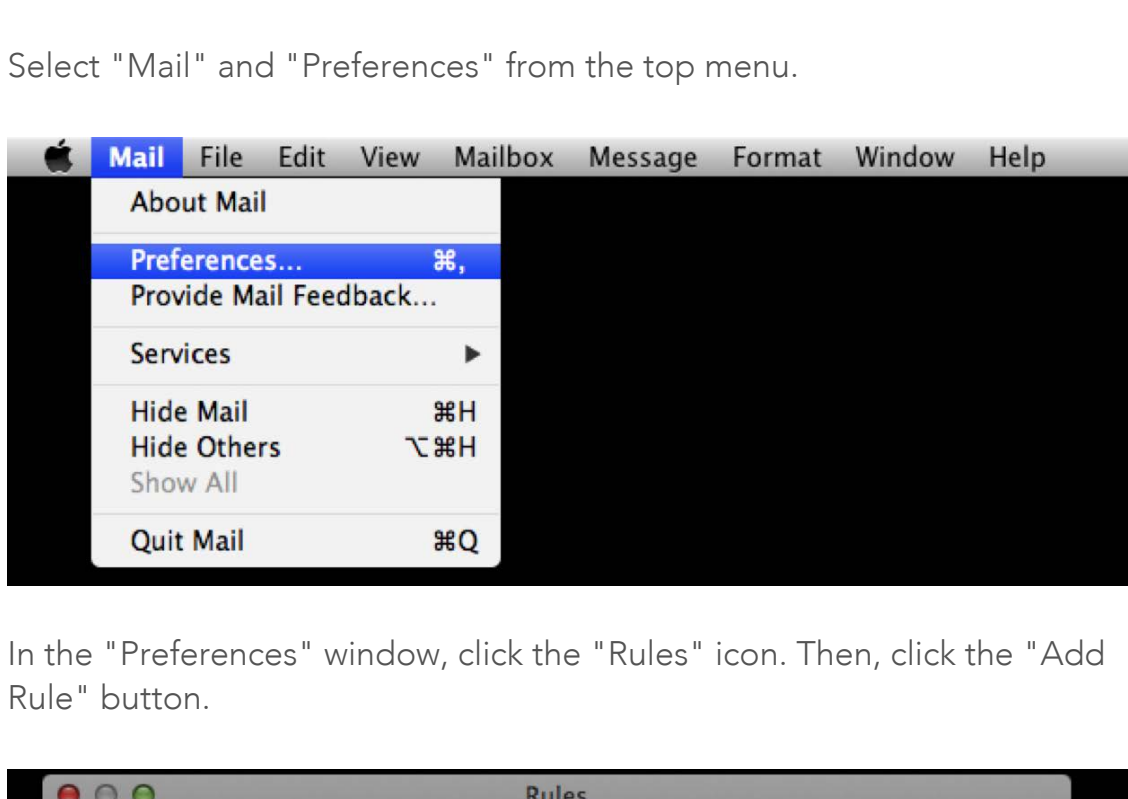 Select "Mail" and "Preferences" from the top menu.
Mail File Edit View Mailbox Message Format Window Help
About Mail
Preferences... ⌘,
Provide Mail Feedback...
Services ▶
Hide Mail ⌘H
Hide Others ⌥⌘H
Show All
Quit Mail ⌘Q
In the "Preferences" window, click the "Rules" icon. Then, click the "Add
Rule" button.
Rules